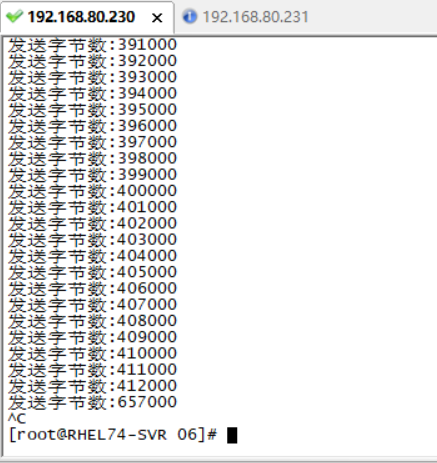 192.168.80.230 × 192.168.80.231
发送字节数:391000
发送字节数:392000
发送字节数:393000
发送字节数:394000
发送字节数:395000
发送字节数:396000
发送字节数:397000
发送字节数:398000
发送字节数:399000
发送字节数:400000
发送字节数:401000
发送字节数:402000
发送字节数:403000
发送字节数:404000
发送字节数:405000
发送字节数:406000
发送字节数:407000
发送字节数:408000
发送字节数:409000
发送字节数:410000
发送字节数:411000
发送字节数:412000
发送字节数:657000
^C
[root@RHEL74-SVR 06]#